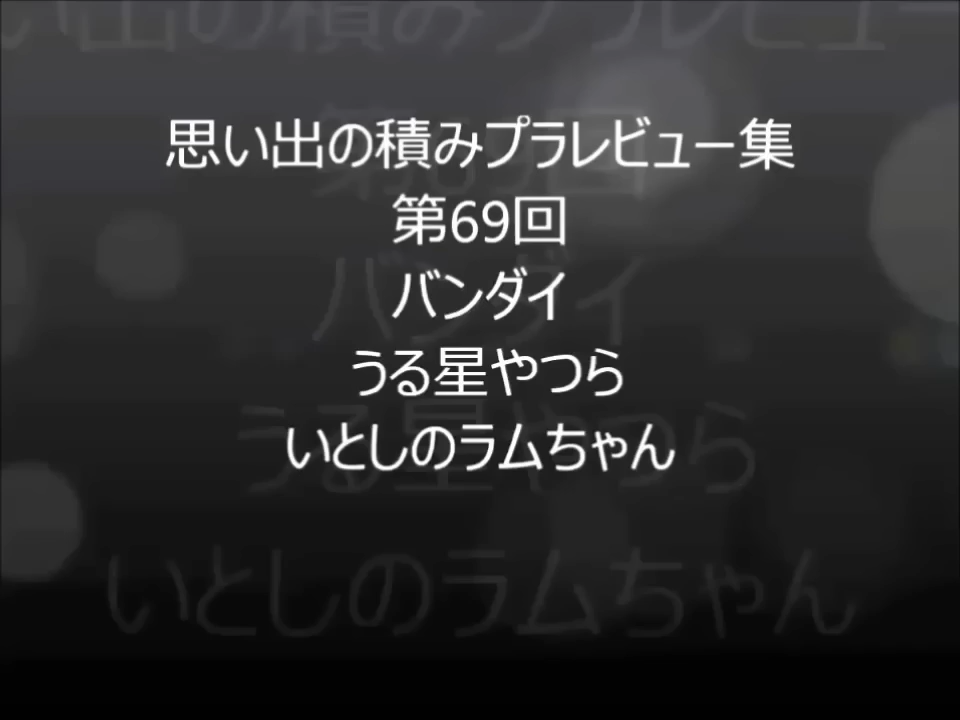 思い出の積みプラレビュー集
第69回
バンダイ
うる星やつら
いとしのラムちゃん